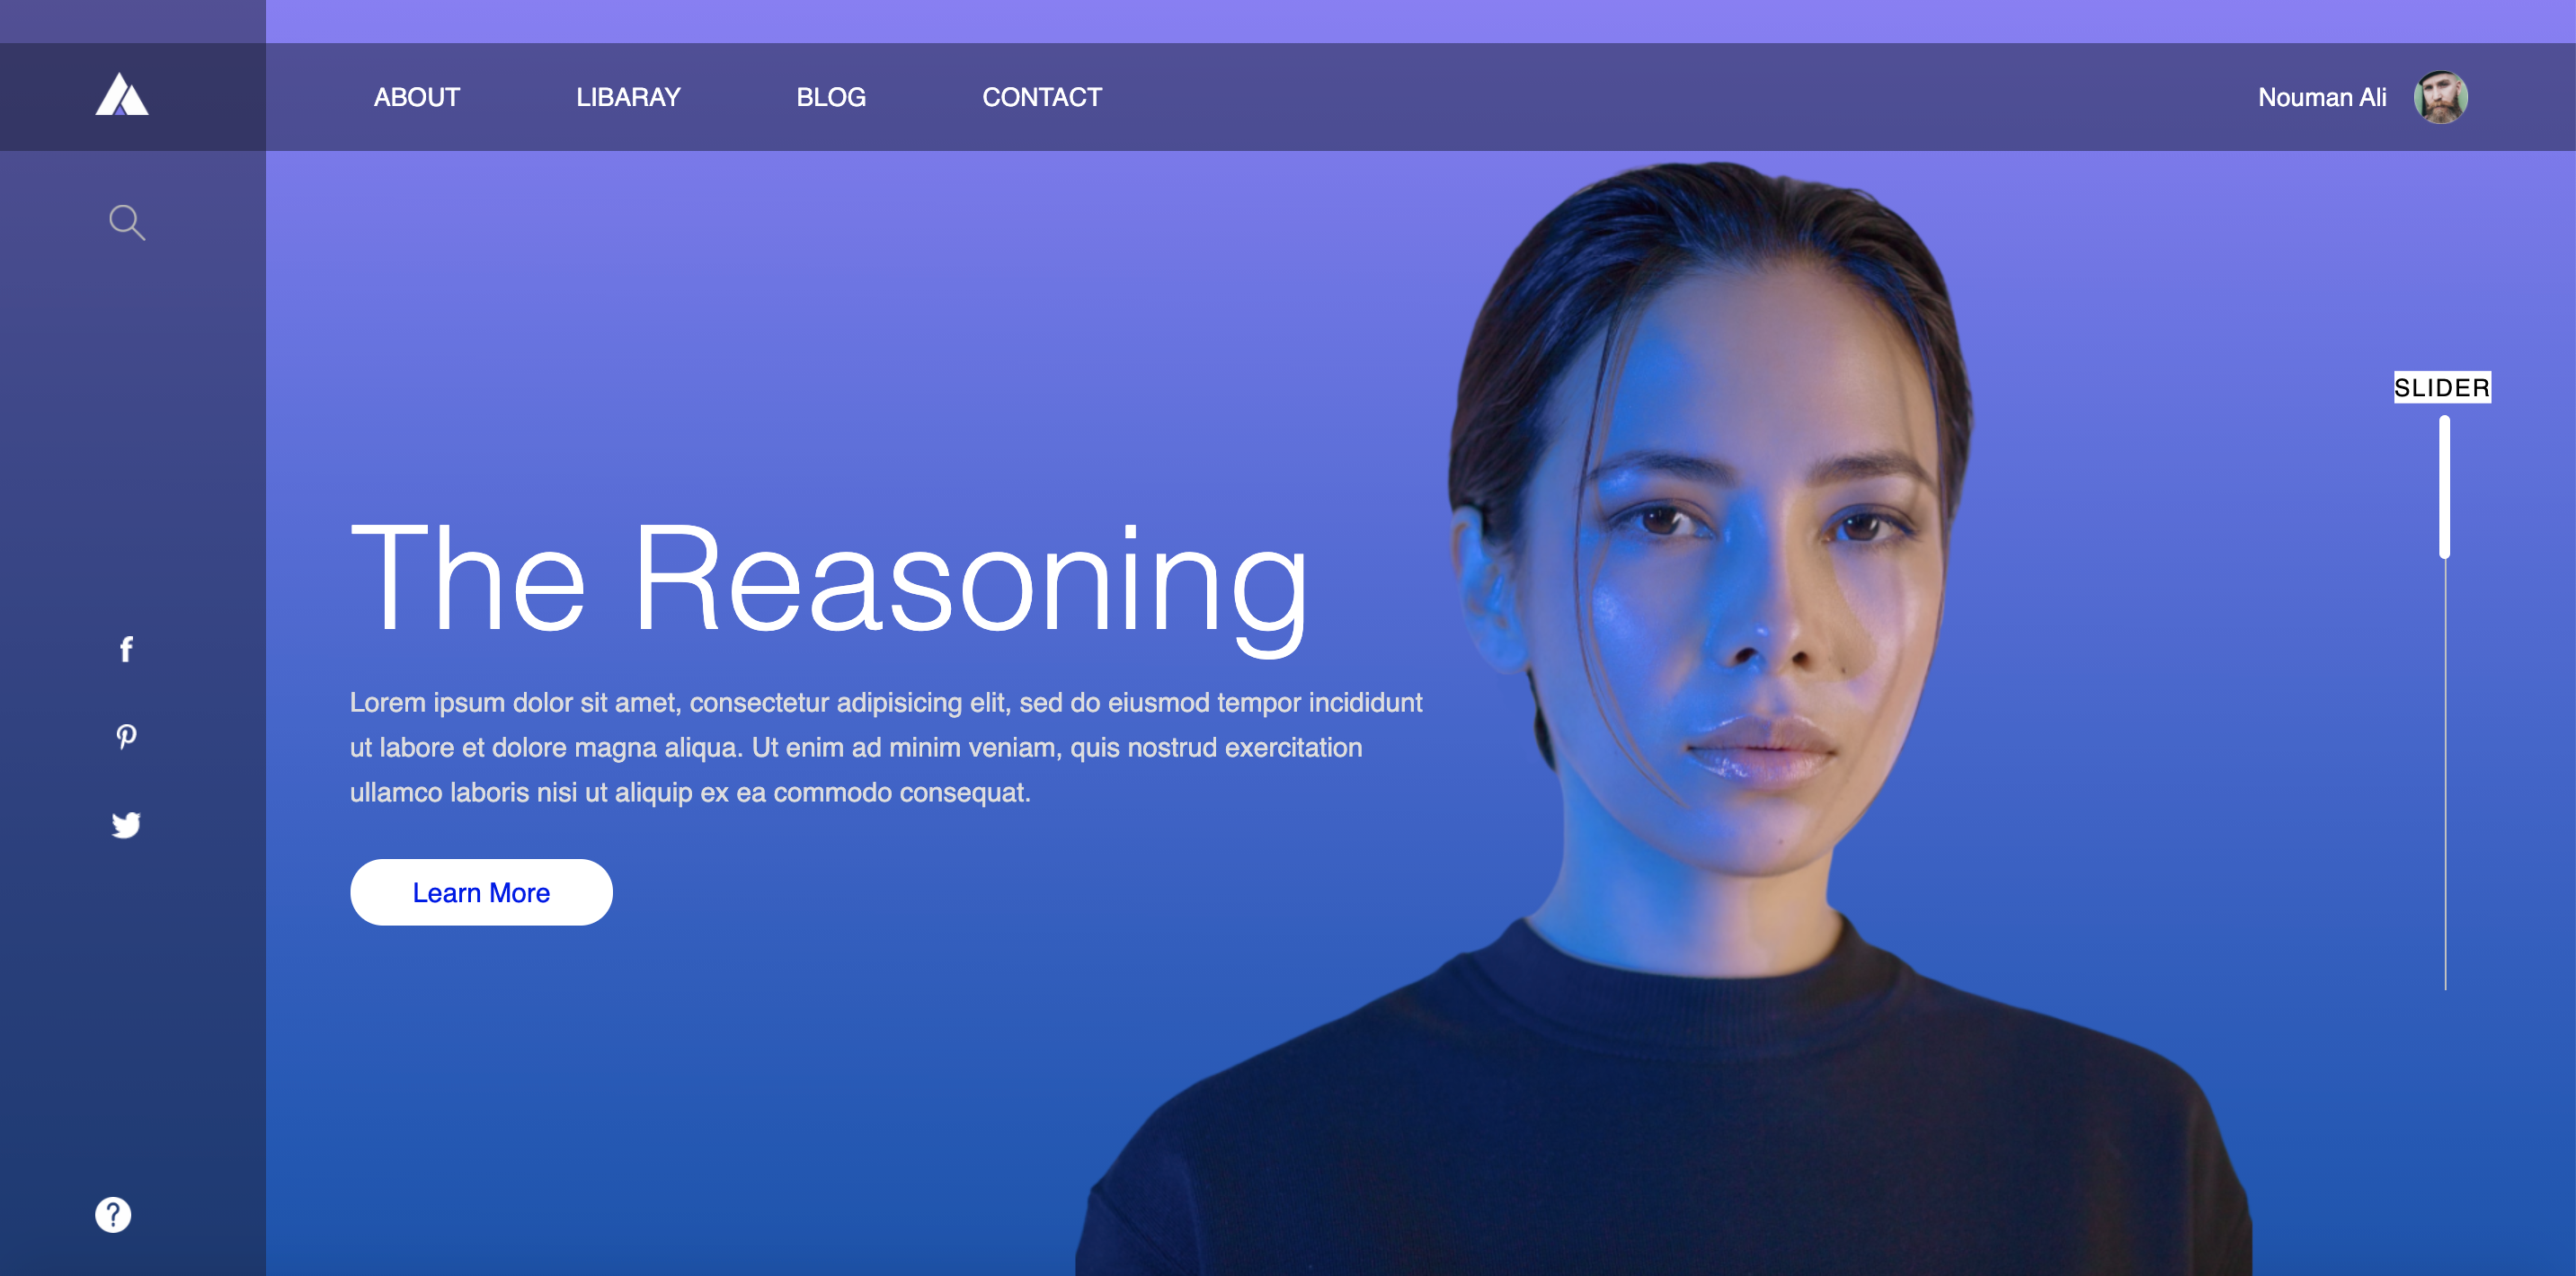 ABOUT LIBARAY BLOG CONTACT Nouman Ali
SLIDER
The Reasoning
Lorem ipsum dolor sit amet, consectetur adipisicing elit, sed do eiusmod tempor incididunt
ut labore et dolore magna aliqua. Ut enim ad minim veniam, quis nostrud exercitation
ullamco laboris nisi ut aliquip ex ea commodo consequat.
Learn More